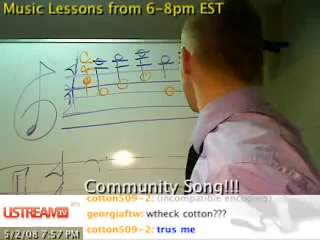 Music Lessons from 6-8pm EST
Community Song!!!
cotton509-2: (incompatible encoding)
georgiaftw: wtheck cotton???
cotton509-2: trus me
USTREAM TV
5/2/08 7:57 PM